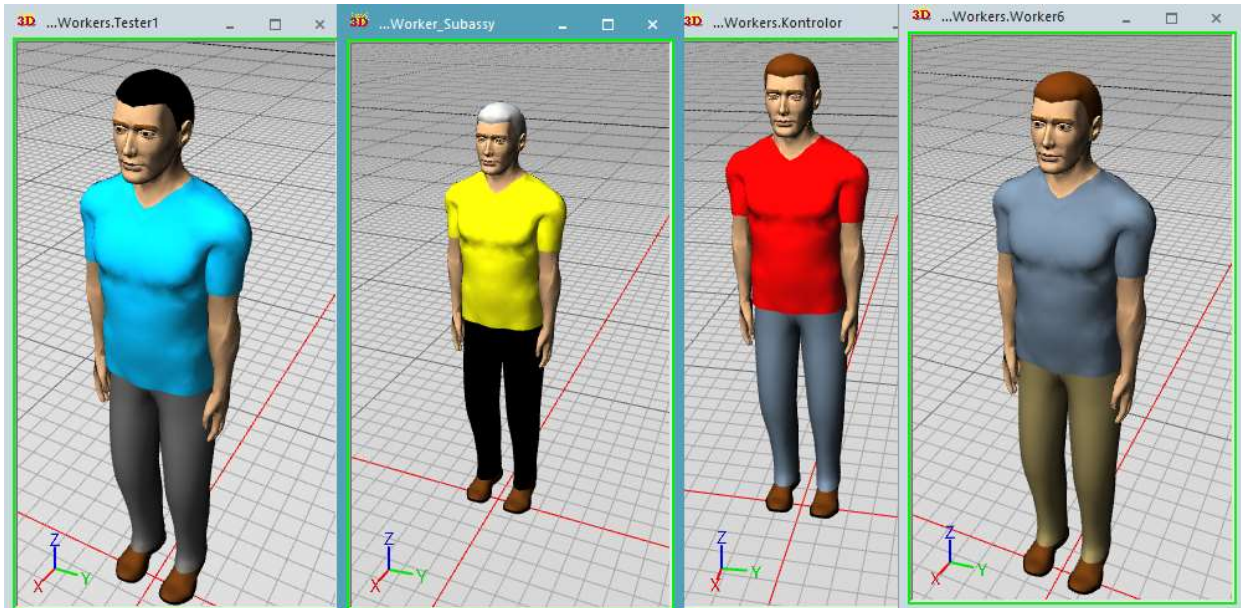 3D ...Workers.Tester1
3D ...Worker_Subassy
3D ...Workers.Kontrolor
3D ...Workers.Worker6
Z
X
Y
Z
X
Y
Z
X
Y
Z
X
Y